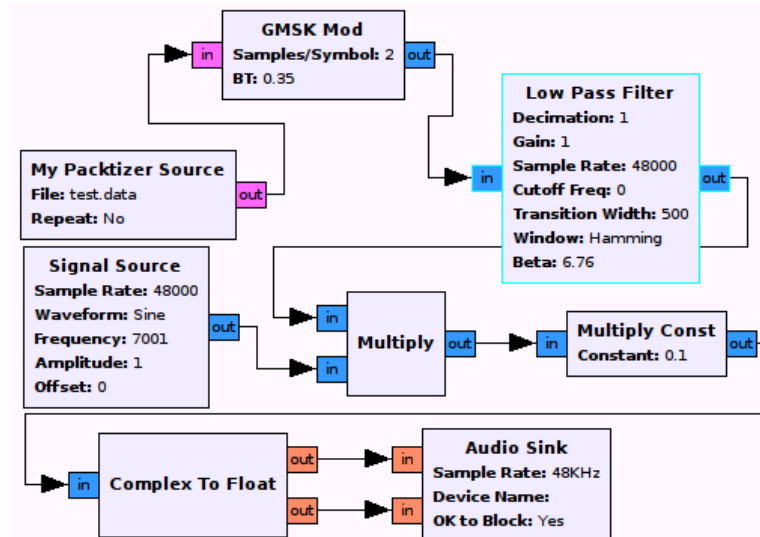 GMSK Mod
in
Samples/Symbol: 2
out
BT: 0.35
Low Pass Filter
Decimation: 1
Gain: 1
Sample Rate: 48000
in
out
Cutoff Freq: 0
Transition Width: 500
Window: Hamming
Beta: 6.76
My Packtizer Source
File: test.data
out
Repeat: No
Signal Source
Sample Rate: 48000
Waveform: Sine
out
Frequency: 7001
Amplitude: 1
Offset: 0
in
in
Multiply
out
in
Multiply Const
Constant: 0.1
out
in
Complex To Float
out
out
in
in
Audio Sink
Sample Rate: 48KHz
Device Name:
OK to Block: Yes